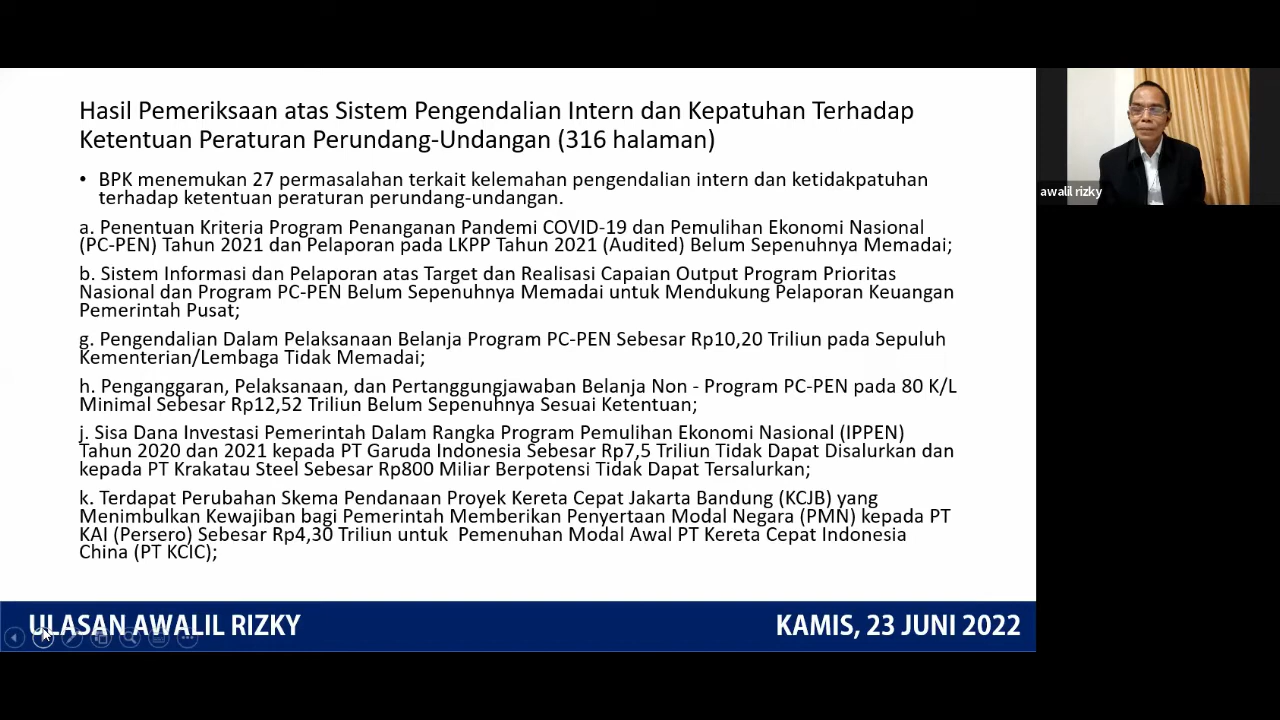 Hasil Pemeriksaan atas Sistem Pengendalian Intern dan Kepatuhan Terhadap
Ketentuan Peraturan Perundang-Undangan (316 halaman)
• BPK menemukan 27 permasalahan terkait kelemahan pengendalian intern dan ketidakpatuhan
terhadap ketentuan peraturan perundang-undangan.
a. Penentuan Kriteria Program Penanganan Pandemi COVID-19 dan Pemulihan Ekonomi Nasional
(PC-PEN) Tahun 2021 dan Pelaporan pada LKPP Tahun 2021 (Audited) Belum Sepenuhnya Memadai;
b. Sistem Informasi dan Pelaporan atas Target dan Realisasi Capaian Output Program Prioritas
Nasional dan Program PC-PEN Belum Sepenuhnya Memadai untuk Mendukung Pelaporan Keuangan
Pemerintah Pusat;
g. Pengendalian Dalam Pelaksanaan Belanja Program PC-PEN Sebesar Rp10,20 Triliun pada Sepuluh
Kementerian/Lembaga Tidak Memadai;
h. Penganggaran, Pelaksanaan, dan Pertanggungjawaban Belanja Non - Program PC-PEN pada 80 K/L
Minimal Sebesar Rp12,52 Triliun Belum Sepenuhnya Sesuai Ketentuan;
j. Sisa Dana Investasi Pemerintah Dalam Rangka Program Pemulihan Ekonomi Nasional (IPPEN)
Tahun 2020 dan 2021 kepada PT Garuda Indonesia Sebesar Rp7,5 Triliun Tidak Dapat Disalurkan dan
kepada PT Krakatau Steel Sebesar Rp800 Miliar Berpotensi Tidak Dapat Tersalurkan;
k. Terdapat Perubahan Skema Pendanaan Proyek Kereta Cepat Jakarta Bandung (KCJB) yang
Menimbulkan Kewajiban bagi Pemerintah Memberikan Penyertaan Modal Negara (PMN) kepada PT
KAI (Persero) Sebesar Rp4,30 Triliun untuk Pemenuhan Modal Awal PT Kereta Cepat Indonesia
China (PT KCIC);
ULASAN AWALIL RIZKY
KAMIS, 23 JUNI 2022
awalil rizky